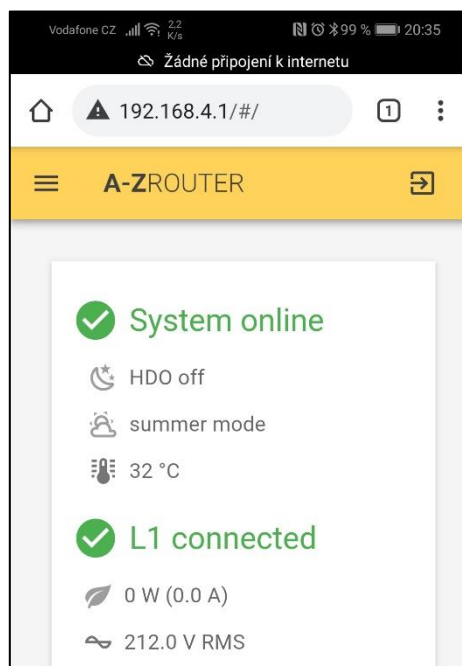 Vodafone CZ 2,2 K/s 99 % 20:35
Žádné připojení k internetu
192.168.4.1/#/ 1
A-ZROUTER
System online
HDO off
summer mode
32 °C
L1 connected
0 W (0.0 A)
212.0 V RMS